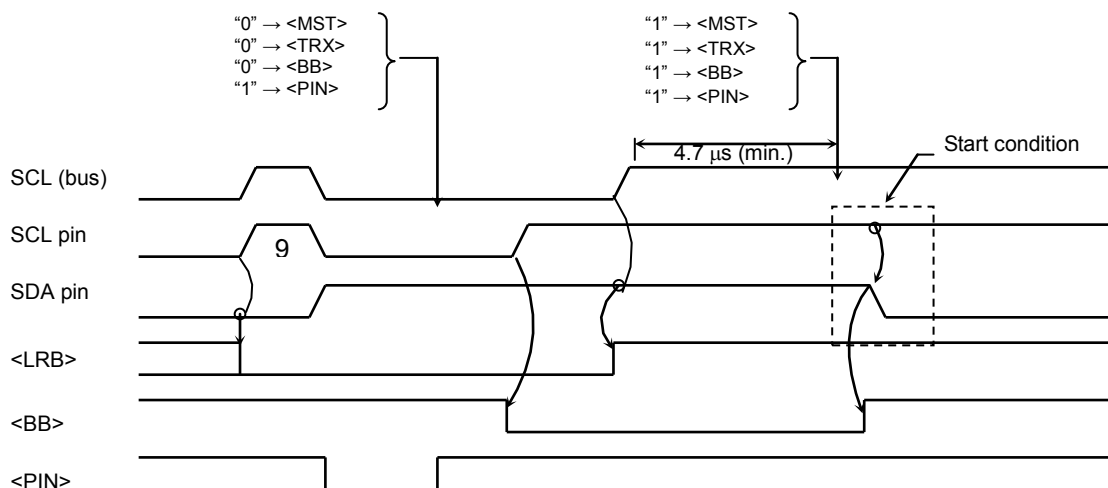 “0” → <MST>
“0” → <TRX>
“0” → <BB>
“1” → <PIN>
“1” → <MST>
“1” → <TRX>
“1” → <BB>
“1” → <PIN>
4.7 μs (min.)
Start condition
SCL (bus)
SCL pin
9
SDA pin
<LRB>
<BB>
<PIN>